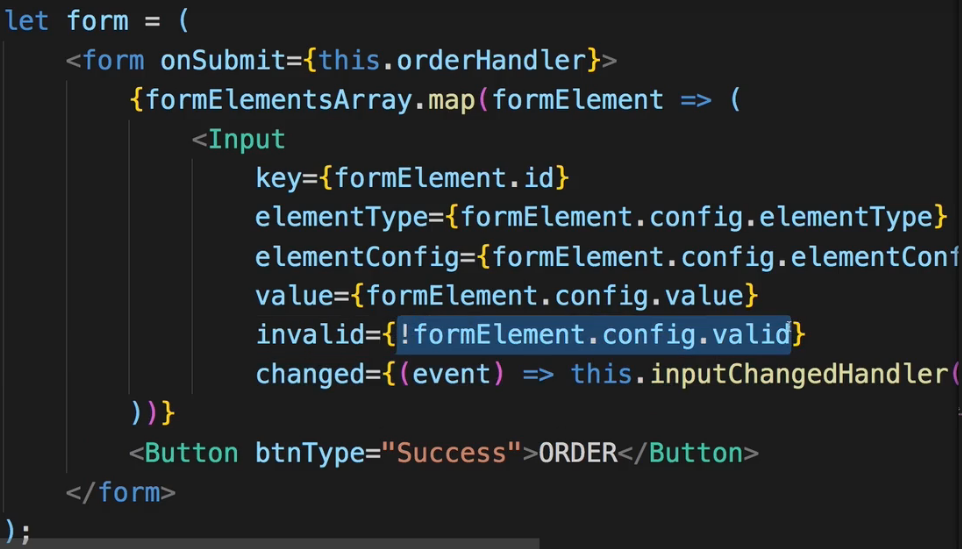 let form = (
<form onSubmit={this.orderHandler}>
{formElementsArray.map(formElement => (
<Input
key={formElement.id}
elementType={formElement.config.elementType}
elementConfig={formElement.config.elementConf
value={formElement.config.value}
invalid={!formElement.config.valid}
changed={(event) => this.inputChangedHandler(
))}
<Button btnType="Success">ORDER</Button>
</form>
);